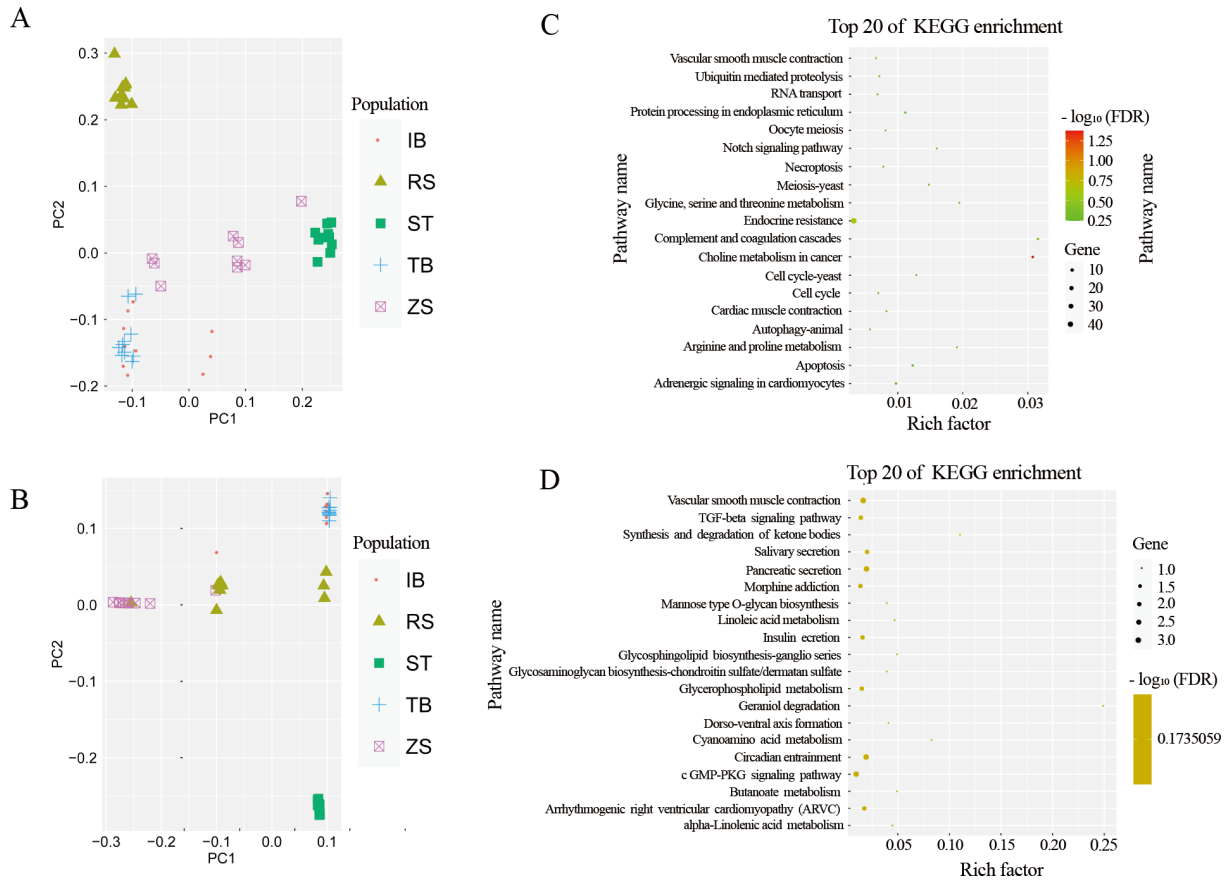 A
0.3
0.2
0.1
0.0
−0.1
−0.2
PC2
−0.1
0.0
0.1
0.2
PC1
Population
IB
RS
ST
TB
ZS
C
Top 20 of KEGG enrichment
Pathway name
Vascular smooth muscle contraction
Ubiquitin mediated proteolysis
RNA transport
Protein processing in endoplasmic reticulum
Oocyte meiosis
Notch signaling pathway
Necroptosis
Meiosis-yeast
Glycine, serine and threonine metabolism
Endocrine resistance
Complement and coagulation cascades
Choline metabolism in cancer
Cell cycle-yeast
Cell cycle
Cardiac muscle contraction
Autophagy-animal
Arginine and proline metabolism
Apoptosis
Adrenergic signaling in cardiomyocytes
0.01
0.02
0.03
Rich factor
- log₁₀ (FDR)
1.25
1.00
0.75
0.50
0.25
Gene
10
20
30
40
Pathway name
B
0.1
0.0
−0.1
−0.2
PC2
−0.3
−0.2
−0.1
0.0
0.1
PC1
Population
IB
RS
ST
TB
ZS
D
Top 20 of KEGG enrichment
Pathway name
Vascular smooth muscle contraction
TGF-beta signaling pathway
Synthesis and degradation of ketone bodies
Salivary secretion
Pancreatic secretion
Morphine addiction
Mannose type O-glycan biosynthesis
Linoleic acid metabolism
Insulin ecretion
Glycosphingolipid biosynthesis-ganglio series
Glycosaminoglycan biosynthesis-chondroitin sulfate/dermatan sulfate
Glycerophospholipid metabolism
Geraniol degradation
Dorso-ventral axis formation
Cyanoamino acid metabolism
Circadian entrainment
c GMP-PKG signaling pathway
Butanoate metabolism
Arrhythmogenic right ventricular cardiomyopathy (ARVC)
alpha-Linolenic acid metabolism
0.05
0.10
0.15
0.20
0.25
Rich factor
Gene
1.0
1.5
2.0
2.5
3.0
- log₁₀ (FDR)
0.1735059